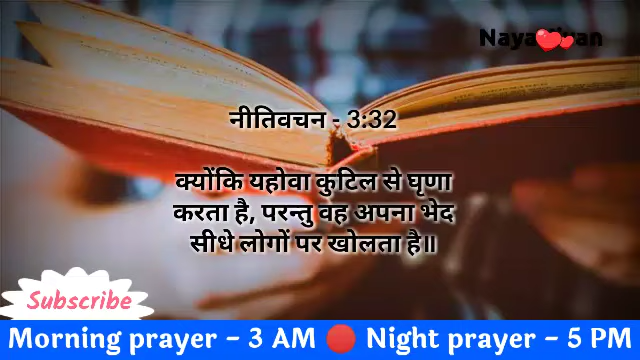 नीतिवचन - 3:32
क्योंकि यहोवा कुटिल से घृणा
करता है, परन्तु वह अपना भेद
सीधे लोगों पर खोलता है॥
Subscribe
Morning prayer - 3 AM 🔴 Night prayer - 5 PM